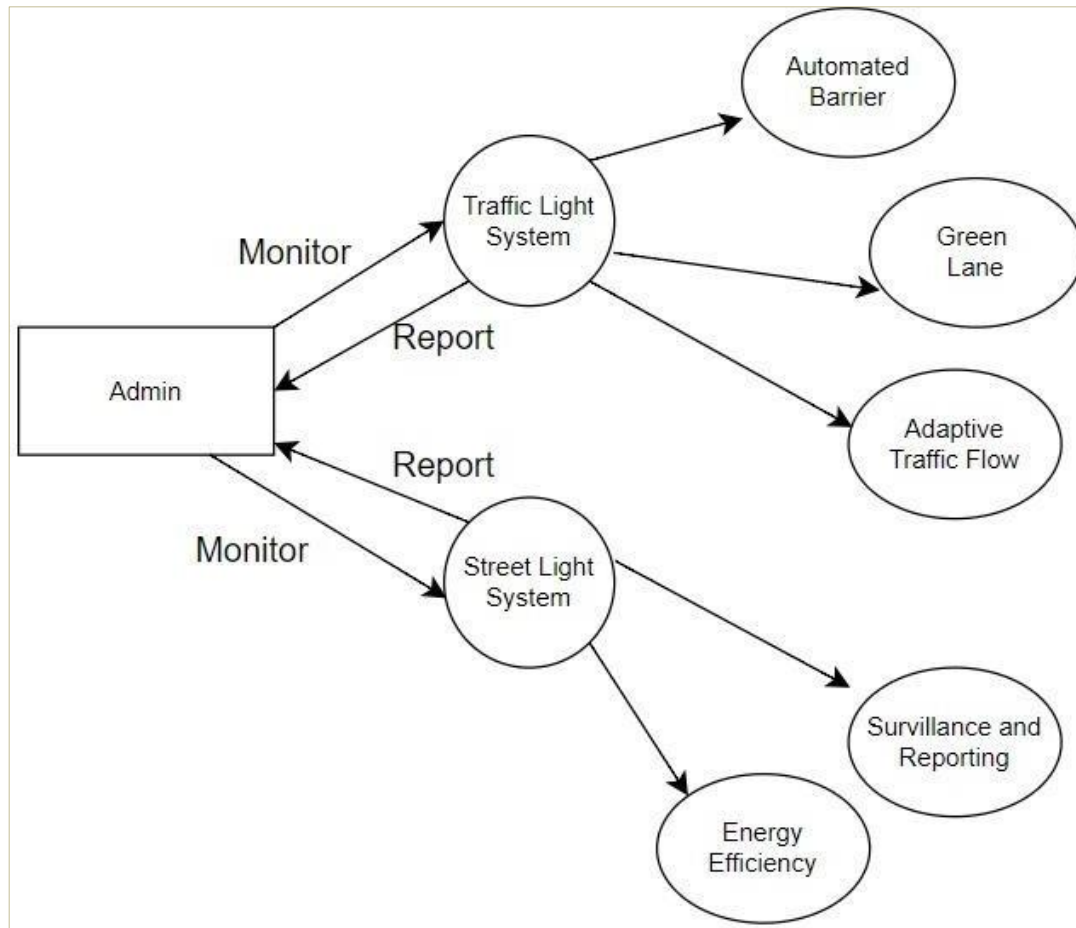 Automated
Barrier
Traffic Light
System
Green
Lane
Monitor
Report
Admin
Adaptive
Traffic Flow
Report
Monitor
Street Light
System
Survillance and
Reporting
Energy
Efficiency